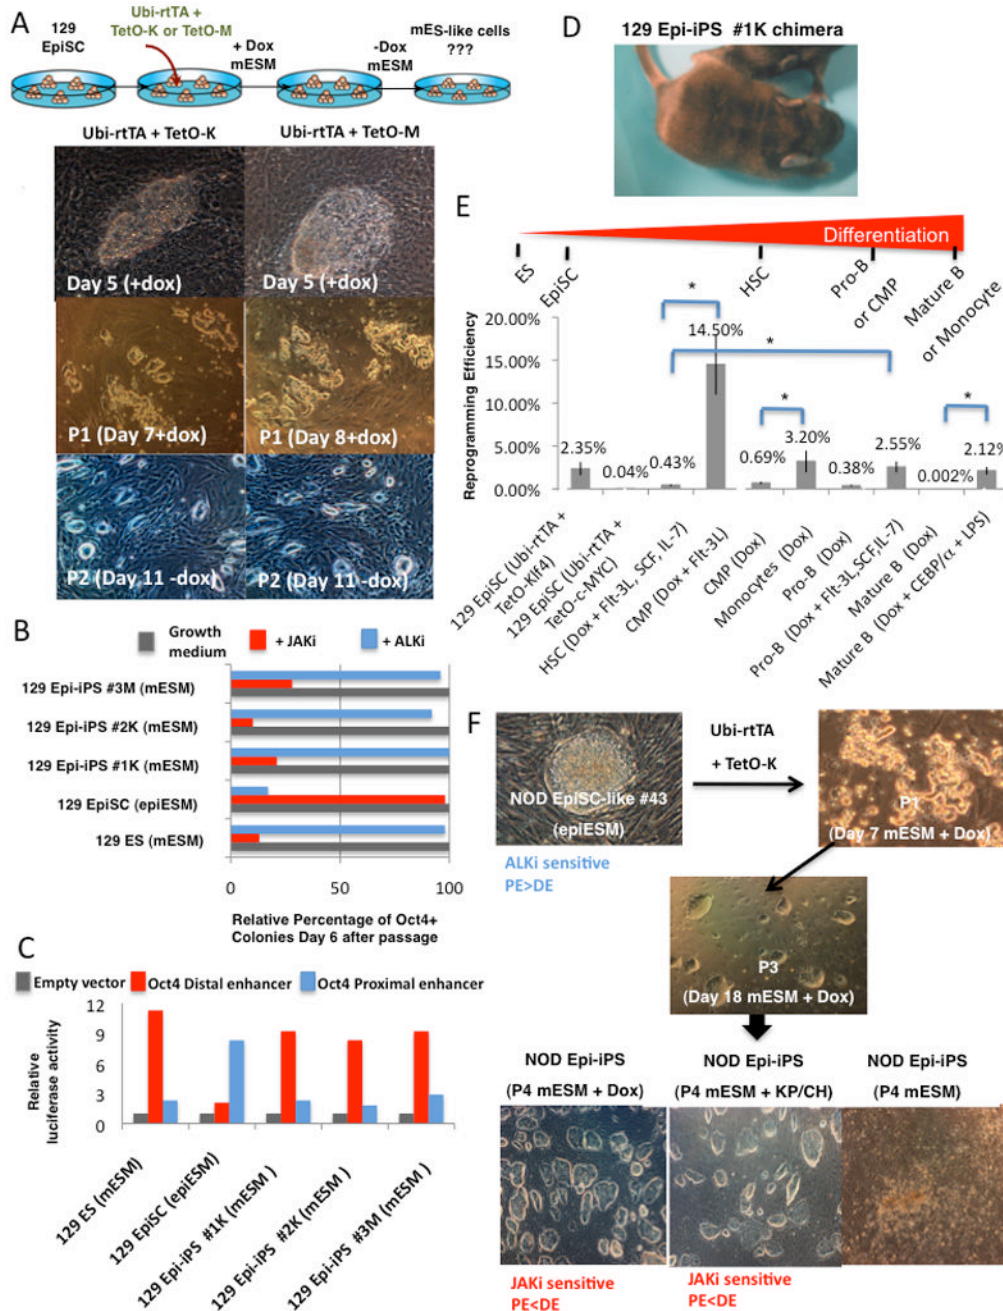 A
Ubi-rtTA +
TetO-K or TetO-M
129
EpiSC
+ Dox
mESM
-Dox
mESM
mES-like cells
???
Ubi-rtTA + TetO-K
Ubi-rtTA + TetO-M
Day 5 (+dox)
Day 5 (+dox)
P1 (Day 7+dox)
P1 (Day 8+dox)
P2 (Day 11 -dox)
P2 (Day 11 -dox)
B
Growth
medium
+ JAKi
+ ALKi
129 Epi-iPS #3M (mESM)
129 Epi-iPS #2K (mESM)
129 Epi-iPS #1K (mESM)
129 EpiSC (epiESM)
129 ES (mESM)
0
50
100
Relative Percentage of Oct4+
Colonies Day 6 after passage
C
Empty vector
Oct4 Distal enhancer
Oct4 Proximal enhancer
Relative
luciferase activity
12
9
6
3
0
129 ES (mESM)
129 EpiSC (epiESM)
129 Epi-iPS #1K (mESM )
129 Epi-iPS #2K (mESM )
129 Epi-iPS #3M (mESM )
D
129 Epi-iPS #1K chimera
E
Differentiation
ES
EpiSC
HSC
Pro-B
or CMP
Mature B
or Monocyte
Reprogramming Efficiency
20.00%
15.00%
10.00%
5.00%
0.00%
2.35%
0.04%
0.43%
*
14.50%
*
0.69%
*
3.20%
0.38%
2.55%
0.002%
*
2.12%
129 EpiSC (Ubi-rtTA +
TetO-Klf4)
129 EpiSC (Ubi-rtTA +
TetO-c-MYC)
HSC (Dox + Flt-3L, SCF, IL-7)
CMP (Dox + Flt-3L)
CMP (Dox)
Monocytes (Dox)
Pro-B (Dox)
Pro-B (Dox + Flt-3L,SCF,IL-7)
Mature B (Dox)
Mature B (Dox + CEBP/α + LPS)
F
NOD EpiSC-like #43
(epiESM)
ALKi sensitive
PE>DE
Ubi-rtTA
+ TetO-K
P1
(Day 7 mESM + Dox)
P3
(Day 18 mESM + Dox)
NOD Epi-iPS
(P4 mESM + Dox)
NOD Epi-iPS
(P4 mESM + KP/CH)
NOD Epi-iPS
(P4 mESM)
JAKi sensitive
PE<DE
JAKi sensitive
PE<DE